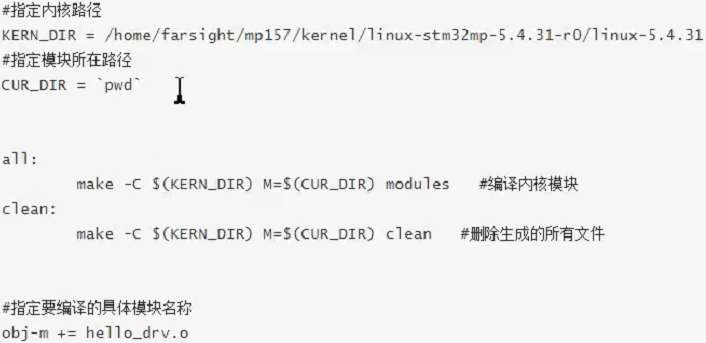 #指定内核路径
KERN_DIR = /home/farsight/mp157/kernel/linux-stm32mp-5.4.31-r0/linux-5.4.31
#指定模块所在路径
CUR_DIR = `pwd`
all:
make -C $(KERN_DIR) M=$(CUR_DIR) modules #编译内核模块
clean:
make -C $(KERN_DIR) M=$(CUR_DIR) clean #删除生成的所有文件
#指定要编译的具体模块名称
obj-m += hello_drv.o